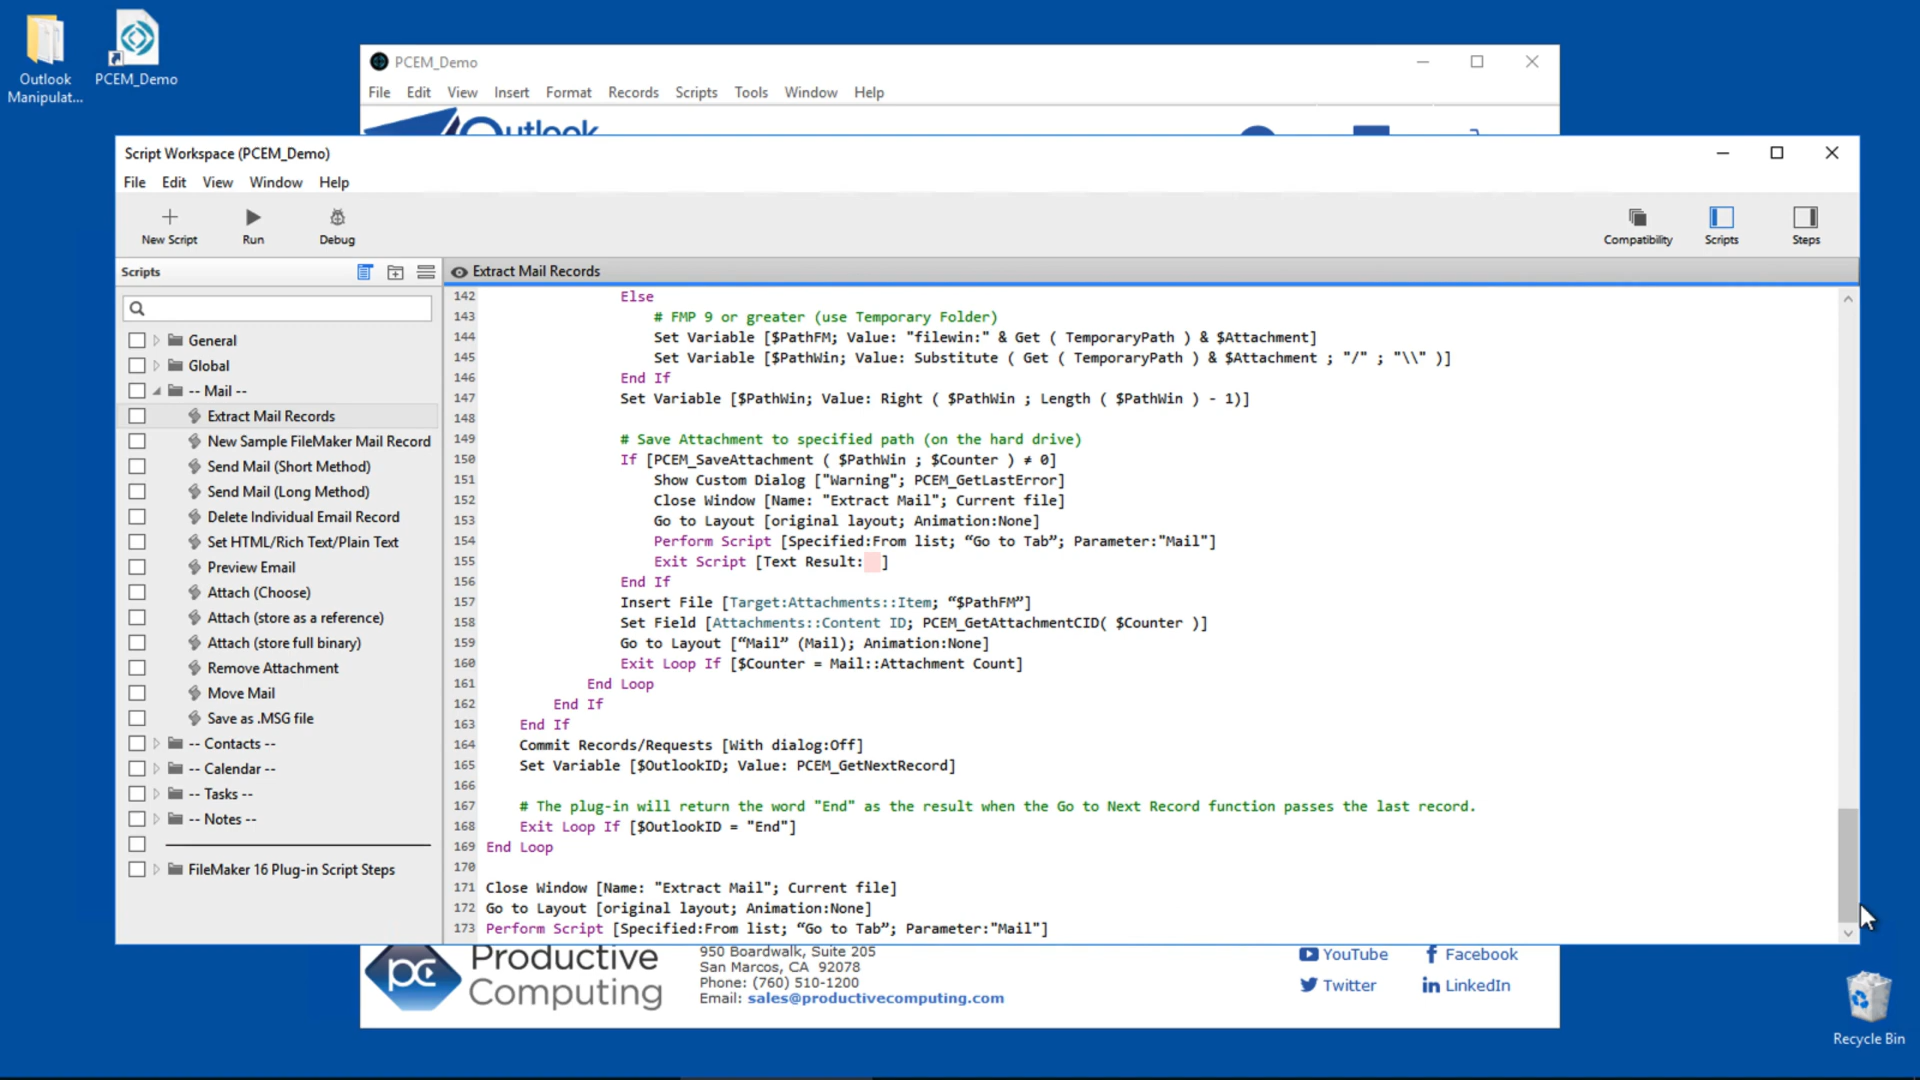 Outlook
Manipulat...
PCEM_Demo
PCEM_Demo
File Edit View Insert Format Records Scripts Tools Window Help
Outlook
Script Workspace (PCEM_Demo)
File Edit View Window Help
New Script Run Debug Compatibility Scripts Steps
Scripts
Extract Mail Records
General
Global
-- Mail --
Extract Mail Records
New Sample FileMaker Mail Record
Send Mail (Short Method)
Send Mail (Long Method)
Delete Individual Email Record
Set HTML/Rich Text/Plain Text
Preview Email
Attach (Choose)
Attach (store as a reference)
Attach (store full binary)
Remove Attachment
Move Mail
Save as .MSG file
-- Contacts --
-- Calendar --
-- Tasks --
-- Notes --
FileMaker 16 Plug-in Script Steps
142 Else
143 # FMP 9 or greater (use Temporary Folder)
144 Set Variable [$PathFM; Value: "filewin:" & Get ( TemporaryPath ) & $Attachment]
145 Set Variable [$PathWin; Value: Substitute ( Get ( TemporaryPath ) & $Attachment ; "/" ; "\\" )]
146 End If
147 Set Variable [$PathWin; Value: Right ( $PathWin ; Length ( $PathWin ) - 1)]
148
149 # Save Attachment to specified path (on the hard drive)
150 If [PCEM_SaveAttachment ( $PathWin ; $Counter ) ≠ 0]
151 Show Custom Dialog ["Warning"; PCEM_GetLastError]
152 Close Window [Name: "Extract Mail"; Current file]
153 Go to Layout [original layout; Animation:None]
154 Perform Script [Specified:From list; “Go to Tab”; Parameter:"Mail"]
155 Exit Script [Text Result: ]
156 End If
157 Insert File [Target:Attachments::Item; “$PathFM”]
158 Set Field [Attachments::Content ID; PCEM_GetAttachmentCID( $Counter )]
159 Go to Layout [“Mail” (Mail); Animation:None]
160 Exit Loop If [$Counter = Mail::Attachment Count]
161 End Loop
162 End If
163 End If
164 Commit Records/Requests [With dialog:Off]
165 Set Variable [$OutlookID; Value: PCEM_GetNextRecord]
166
167 # The plug-in will return the word "End" as the result when the Go to Next Record function passes the last record.
168 Exit Loop If [$OutlookID = "End"]
169 End Loop
170
171 Close Window [Name: "Extract Mail"; Current file]
172 Go to Layout [original layout; Animation:None]
173 Perform Script [Specified:From list; “Go to Tab”; Parameter:"Mail"]
pc
Productive
Computing
950 Boardwalk, Suite 205
San Marcos, CA 92078
Phone: (760) 510-1200
Email: sales@productivecomputing.com
YouTube Facebook
Twitter LinkedIn
Recycle Bin